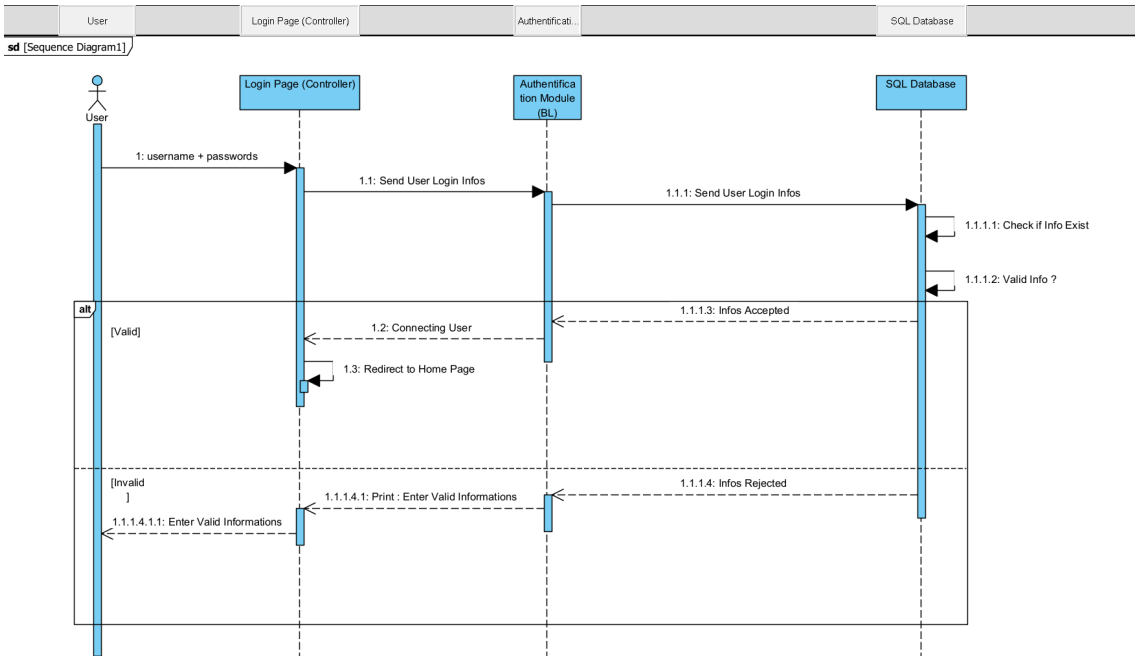 User
Login Page (Controller)
Authentificati...
SQL Database
sd [Sequence Diagram1]
User
Login Page (Controller)
Authentifica
tion Module
(BL)
SQL Database
1: username + passwords
1.1: Send User Login Infos
1.1.1: Send User Login Infos
1.1.1.1: Check if Info Exist
1.1.1.2: Valid Info ?
alt
[Valid]
1.1.1.3: Infos Accepted
1.2: Connecting User
1.3: Redirect to Home Page
[Invalid
]
1.1.1.4: Infos Rejected
1.1.1.4.1: Print : Enter Valid Informations
1.1.1.4.1.1: Enter Valid Informations